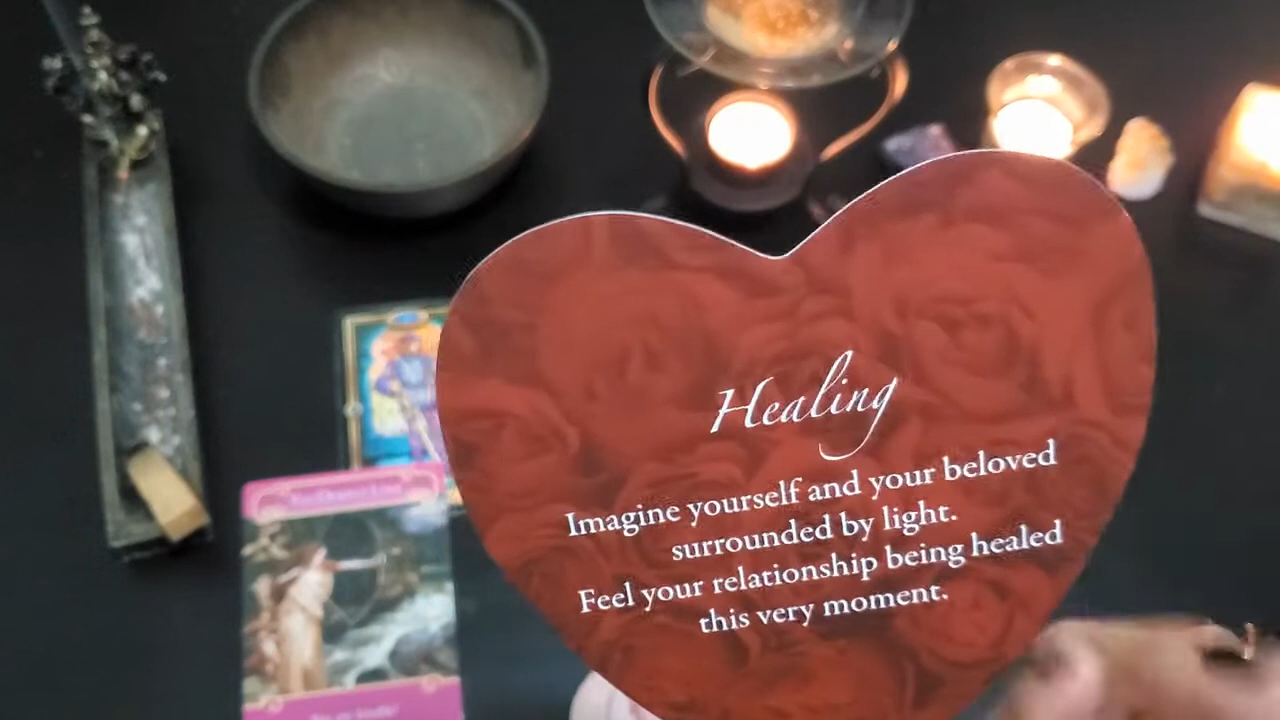 Healing
Imagine yourself and your beloved
surrounded by light.
Feel your relationship being healed
this very moment.